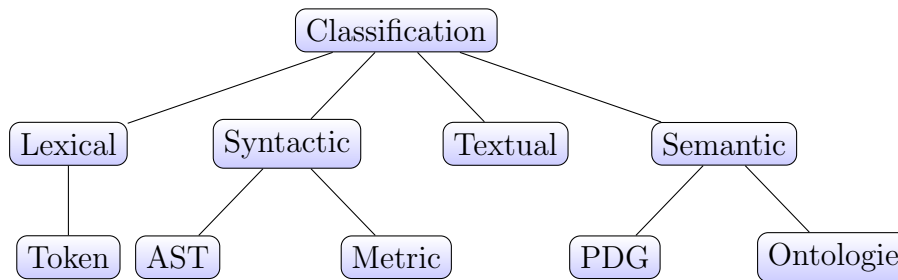 Classification
Lexical
Syntactic
Textual
Semantic
Token
AST
Metric
PDG
Ontologie